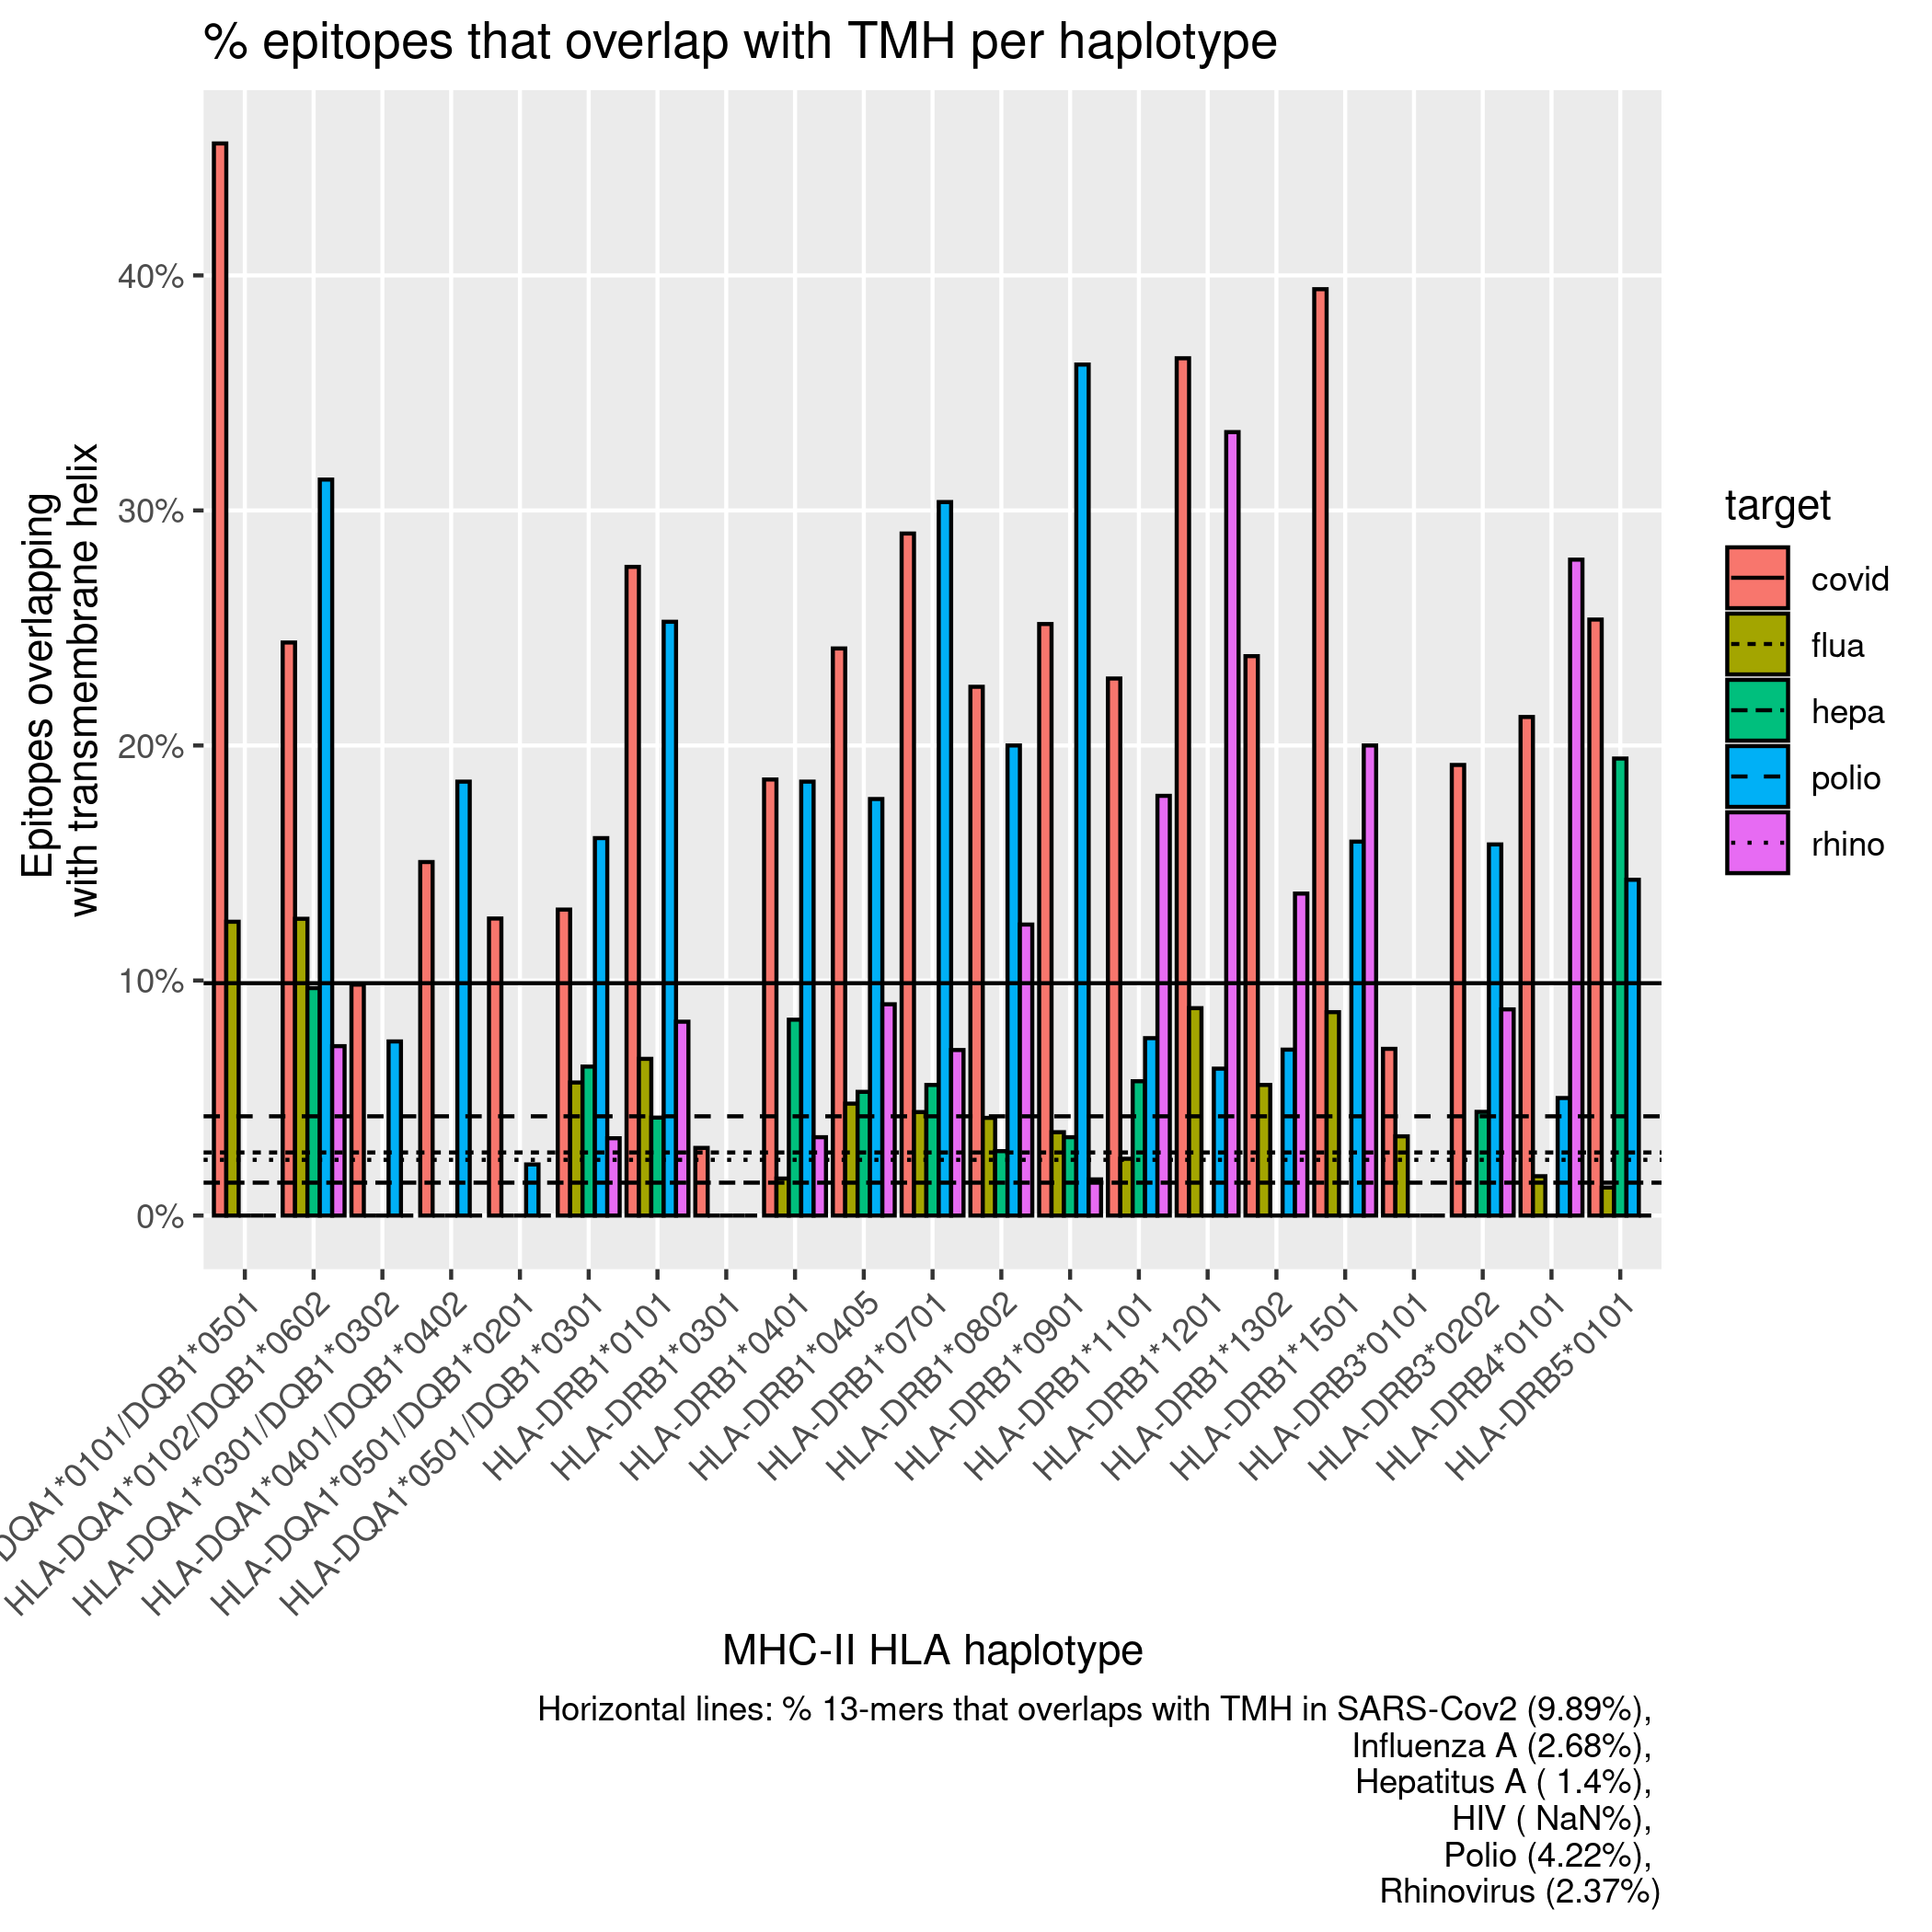 % epitopes that overlap with TMH per haplotype
Epitopes overlapping
with transmembrane helix
40%
30%
20%
10%
0%
target
covid
flua
hepa
polio
rhino
DQA1*0101/DQB1*0501
HLA-DQA1*0102/DQB1*0602
HLA-DQA1*0301/DQB1*0302
HLA-DQA1*0401/DQB1*0402
HLA-DQA1*0501/DQB1*0201
HLA-DQA1*0501/DQB1*0301
HLA-DRB1*0101
HLA-DRB1*0301
HLA-DRB1*0401
HLA-DRB1*0405
HLA-DRB1*0701
HLA-DRB1*0802
HLA-DRB1*0901
HLA-DRB1*1101
HLA-DRB1*1201
HLA-DRB1*1302
HLA-DRB1*1501
HLA-DRB3*0101
HLA-DRB3*0202
HLA-DRB4*0101
HLA-DRB5*0101
MHC-II HLA haplotype
Horizontal lines: % 13-mers that overlaps with TMH in SARS-Cov2 (9.89%),
Influenza A (2.68%),
Hepatitus A ( 1.4%),
HIV ( NaN%),
Polio (4.22%),
Rhinovirus (2.37%)